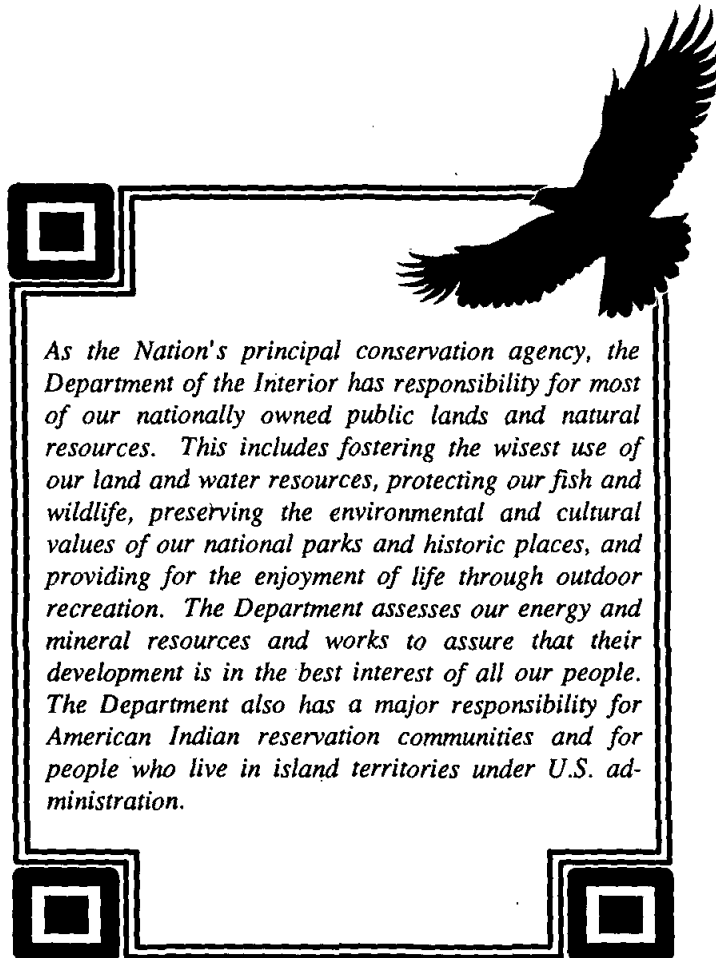 As the Nation's principal conservation agency, the
Department of the Interior has responsibility for most
of our nationally owned public lands and natural
resources. This includes fostering the wisest use of
our land and water resources, protecting our fish and
wildlife, preserving the environmental and cultural
values of our national parks and historic places, and
providing for the enjoyment of life through outdoor
recreation. The Department assesses our energy and
mineral resources and works to assure that their
development is in the best interest of all our people.
The Department also has a major responsibility for
American Indian reservation communities and for
people who live in island territories under U.S. ad-
ministration.